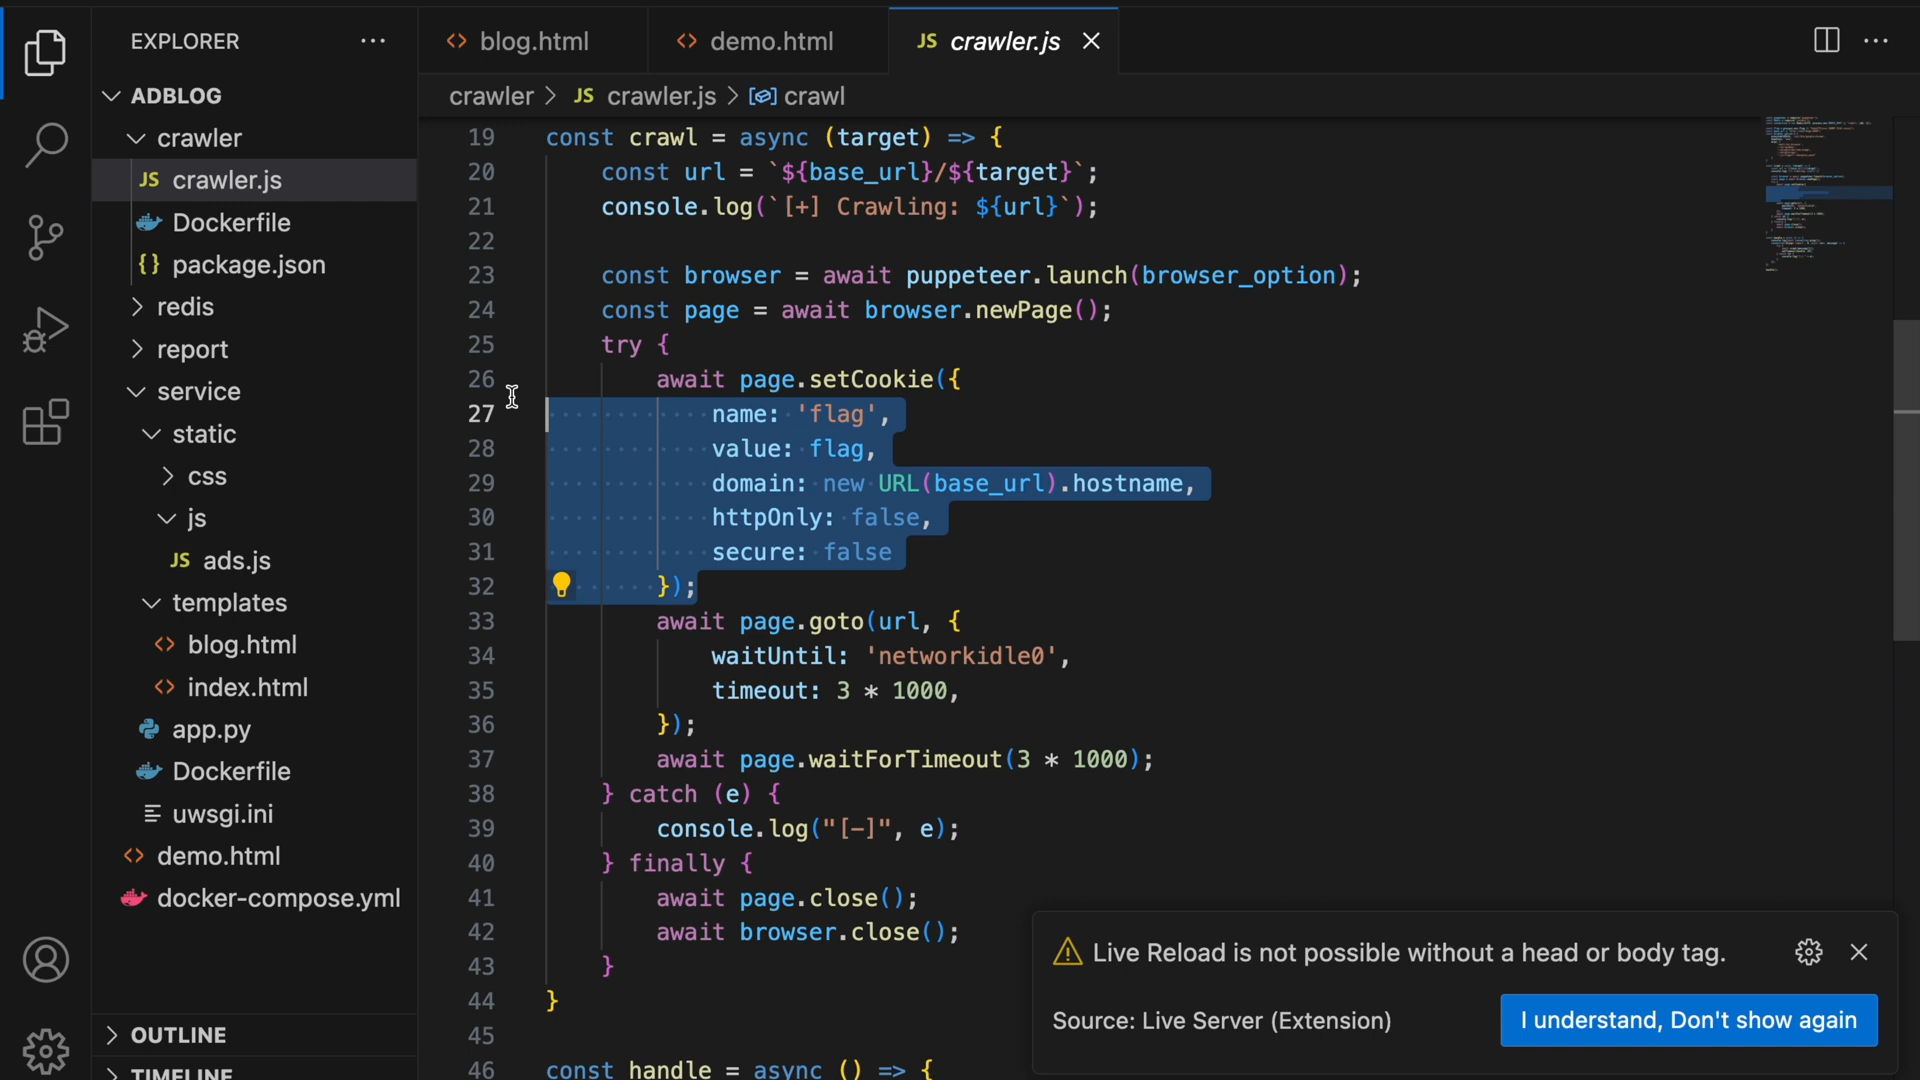 EXPLORER
ADBLOG
crawler
JS crawler.js
Dockerfile
{} package.json
redis
report
service
static
css
js
JS ads.js
templates
<> blog.html
<> index.html
app.py
Dockerfile
uwsgi.ini
<> demo.html
docker-compose.yml
OUTLINE
TIMELINE
<> blog.html
<> demo.html
JS crawler.js
crawler > JS crawler.js > crawl
19 const crawl = async (target) => {
20 const url = `${base_url}/${target}`;
21 console.log(`[+] Crawling: ${url}`);
22
23 const browser = await puppeteer.launch(browser_option);
24 const page = await browser.newPage();
25 try {
26 await page.setCookie({
27 name: 'flag',
28 value: flag,
29 domain: new URL(base_url).hostname,
30 httpOnly: false,
31 secure: false
32 });
33 await page.goto(url, {
34 waitUntil: 'networkidle0',
35 timeout: 3 * 1000,
36 });
37 await page.waitForTimeout(3 * 1000);
38 } catch (e) {
39 console.log("[-]", e);
40 } finally {
41 await page.close();
42 await browser.close();
43 }
44 }
45
46 const handle = async () => {
Live Reload is not possible without a head or body tag.
Source: Live Server (Extension)
I understand, Don't show again